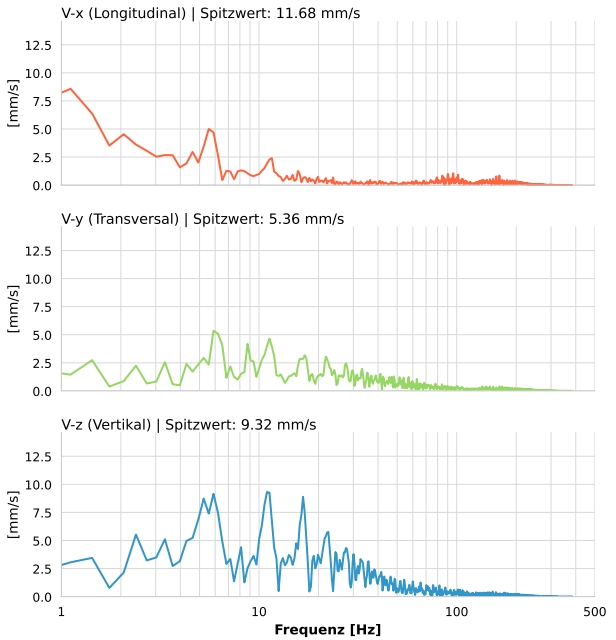 V-x (Longitudinal) | Spitzwert: 11.68 mm/s
12.5
10.0
7.5
5.0
2.5
0.0
[mm/s]
V-y (Transversal) | Spitzwert: 5.36 mm/s
12.5
10.0
7.5
5.0
2.5
0.0
[mm/s]
V-z (Vertikal) | Spitzwert: 9.32 mm/s
12.5
10.0
7.5
5.0
2.5
0.0
[mm/s]
1 10 100 500
Frequenz [Hz]